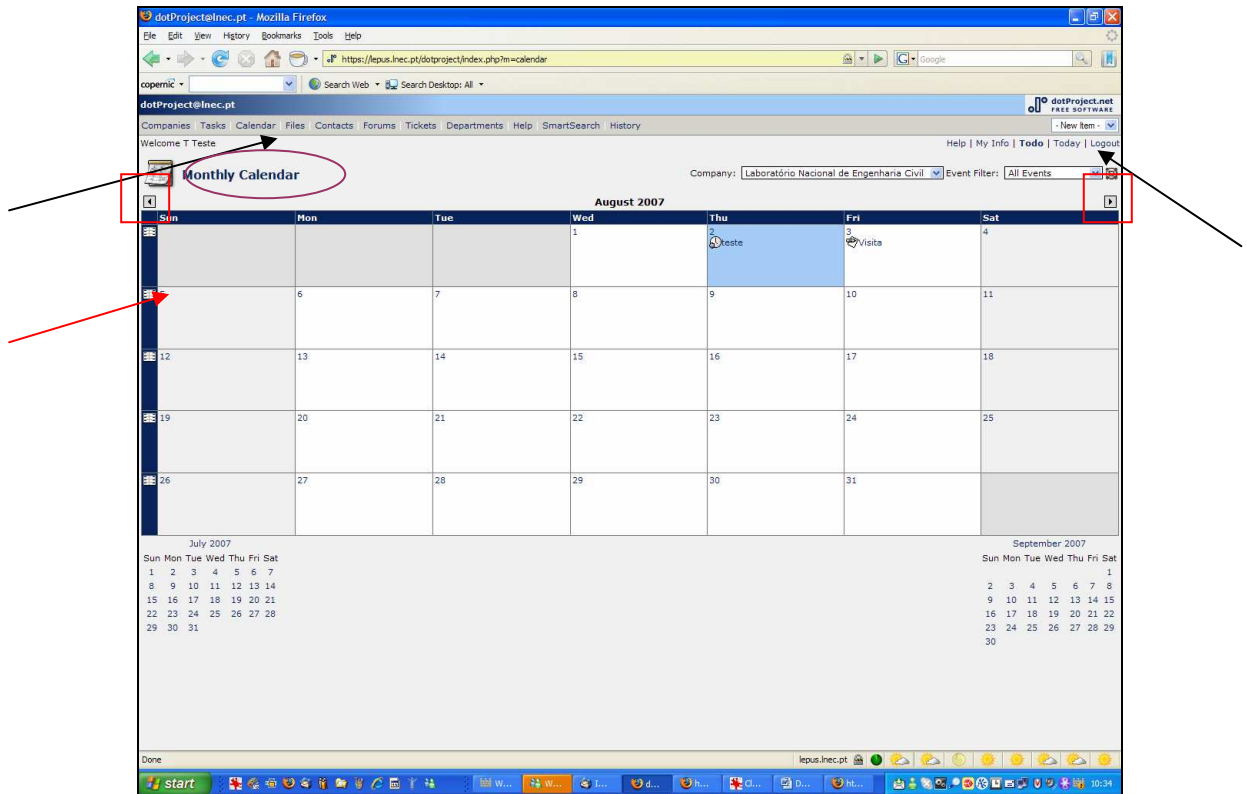 dotProject@lnec.pt - Mozilla Firefox
File Edit View History Bookmarks Tools Help
https://lepus.lnec.pt/dotproject/index.php?m=calendar
G Google
copernic Search Web Search Desktop: All
dotProject@lnec.pt
dotProject.net
FREE SOFTWARE
Companies Tasks Calendar Files Contacts Forums Tickets Departments Help SmartSearch History
- New Item -
Welcome T Teste
Help | My Info | Todo | Today | Logout
Monthly Calendar
Company: Laboratório Nacional de Engenharia Civil Event Filter: All Events
August 2007
Sun Mon Tue Wed Thu Fri Sat
1 2 3 4
teste Visita
5 6 7 8 9 10 11
12 13 14 15 16 17 18
19 20 21 22 23 24 25
26 27 28 29 30 31
July 2007
Sun Mon Tue Wed Thu Fri Sat
1 2 3 4 5 6 7
8 9 10 11 12 13 14
15 16 17 18 19 20 21
22 23 24 25 26 27 28
29 30 31
September 2007
Sun Mon Tue Wed Thu Fri Sat
1
2 3 4 5 6 7 8
9 10 11 12 13 14 15
16 17 18 19 20 21 22
23 24 25 26 27 28 29
30
Done
lepus.lnec.pt
start W... W... I... d... h... Cl... D... ht... 10:34